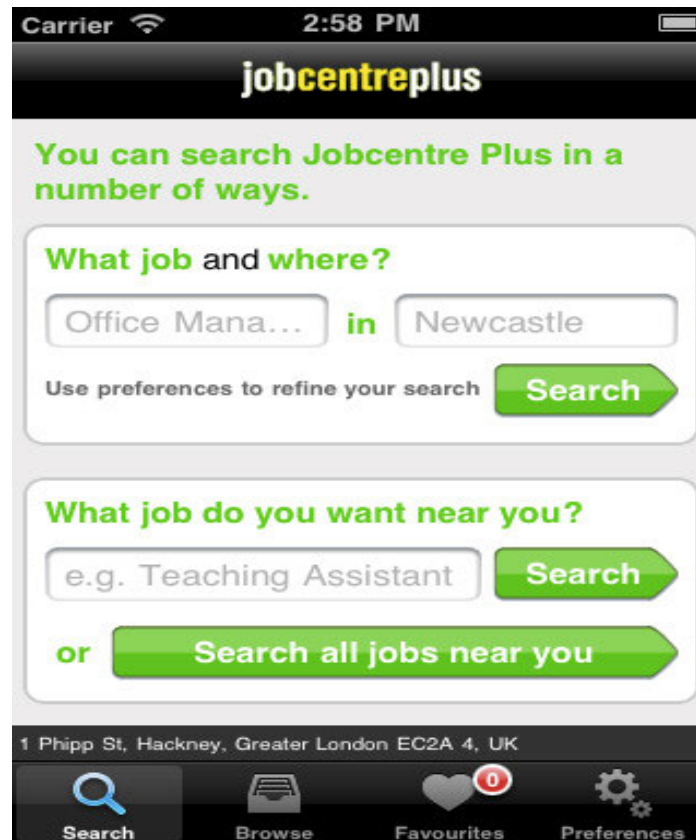 Carrier 2:58 PM
jobcentreplus
You can search Jobcentre Plus in a
number of ways.
What job and where?
Office Mana... in Newcastle
Use preferences to refine your search Search
What job do you want near you?
e.g. Teaching Assistant Search
or Search all jobs near you
1 Phipp St, Hackney, Greater London EC2A 4, UK
0
Search Browse Favourites Preferences